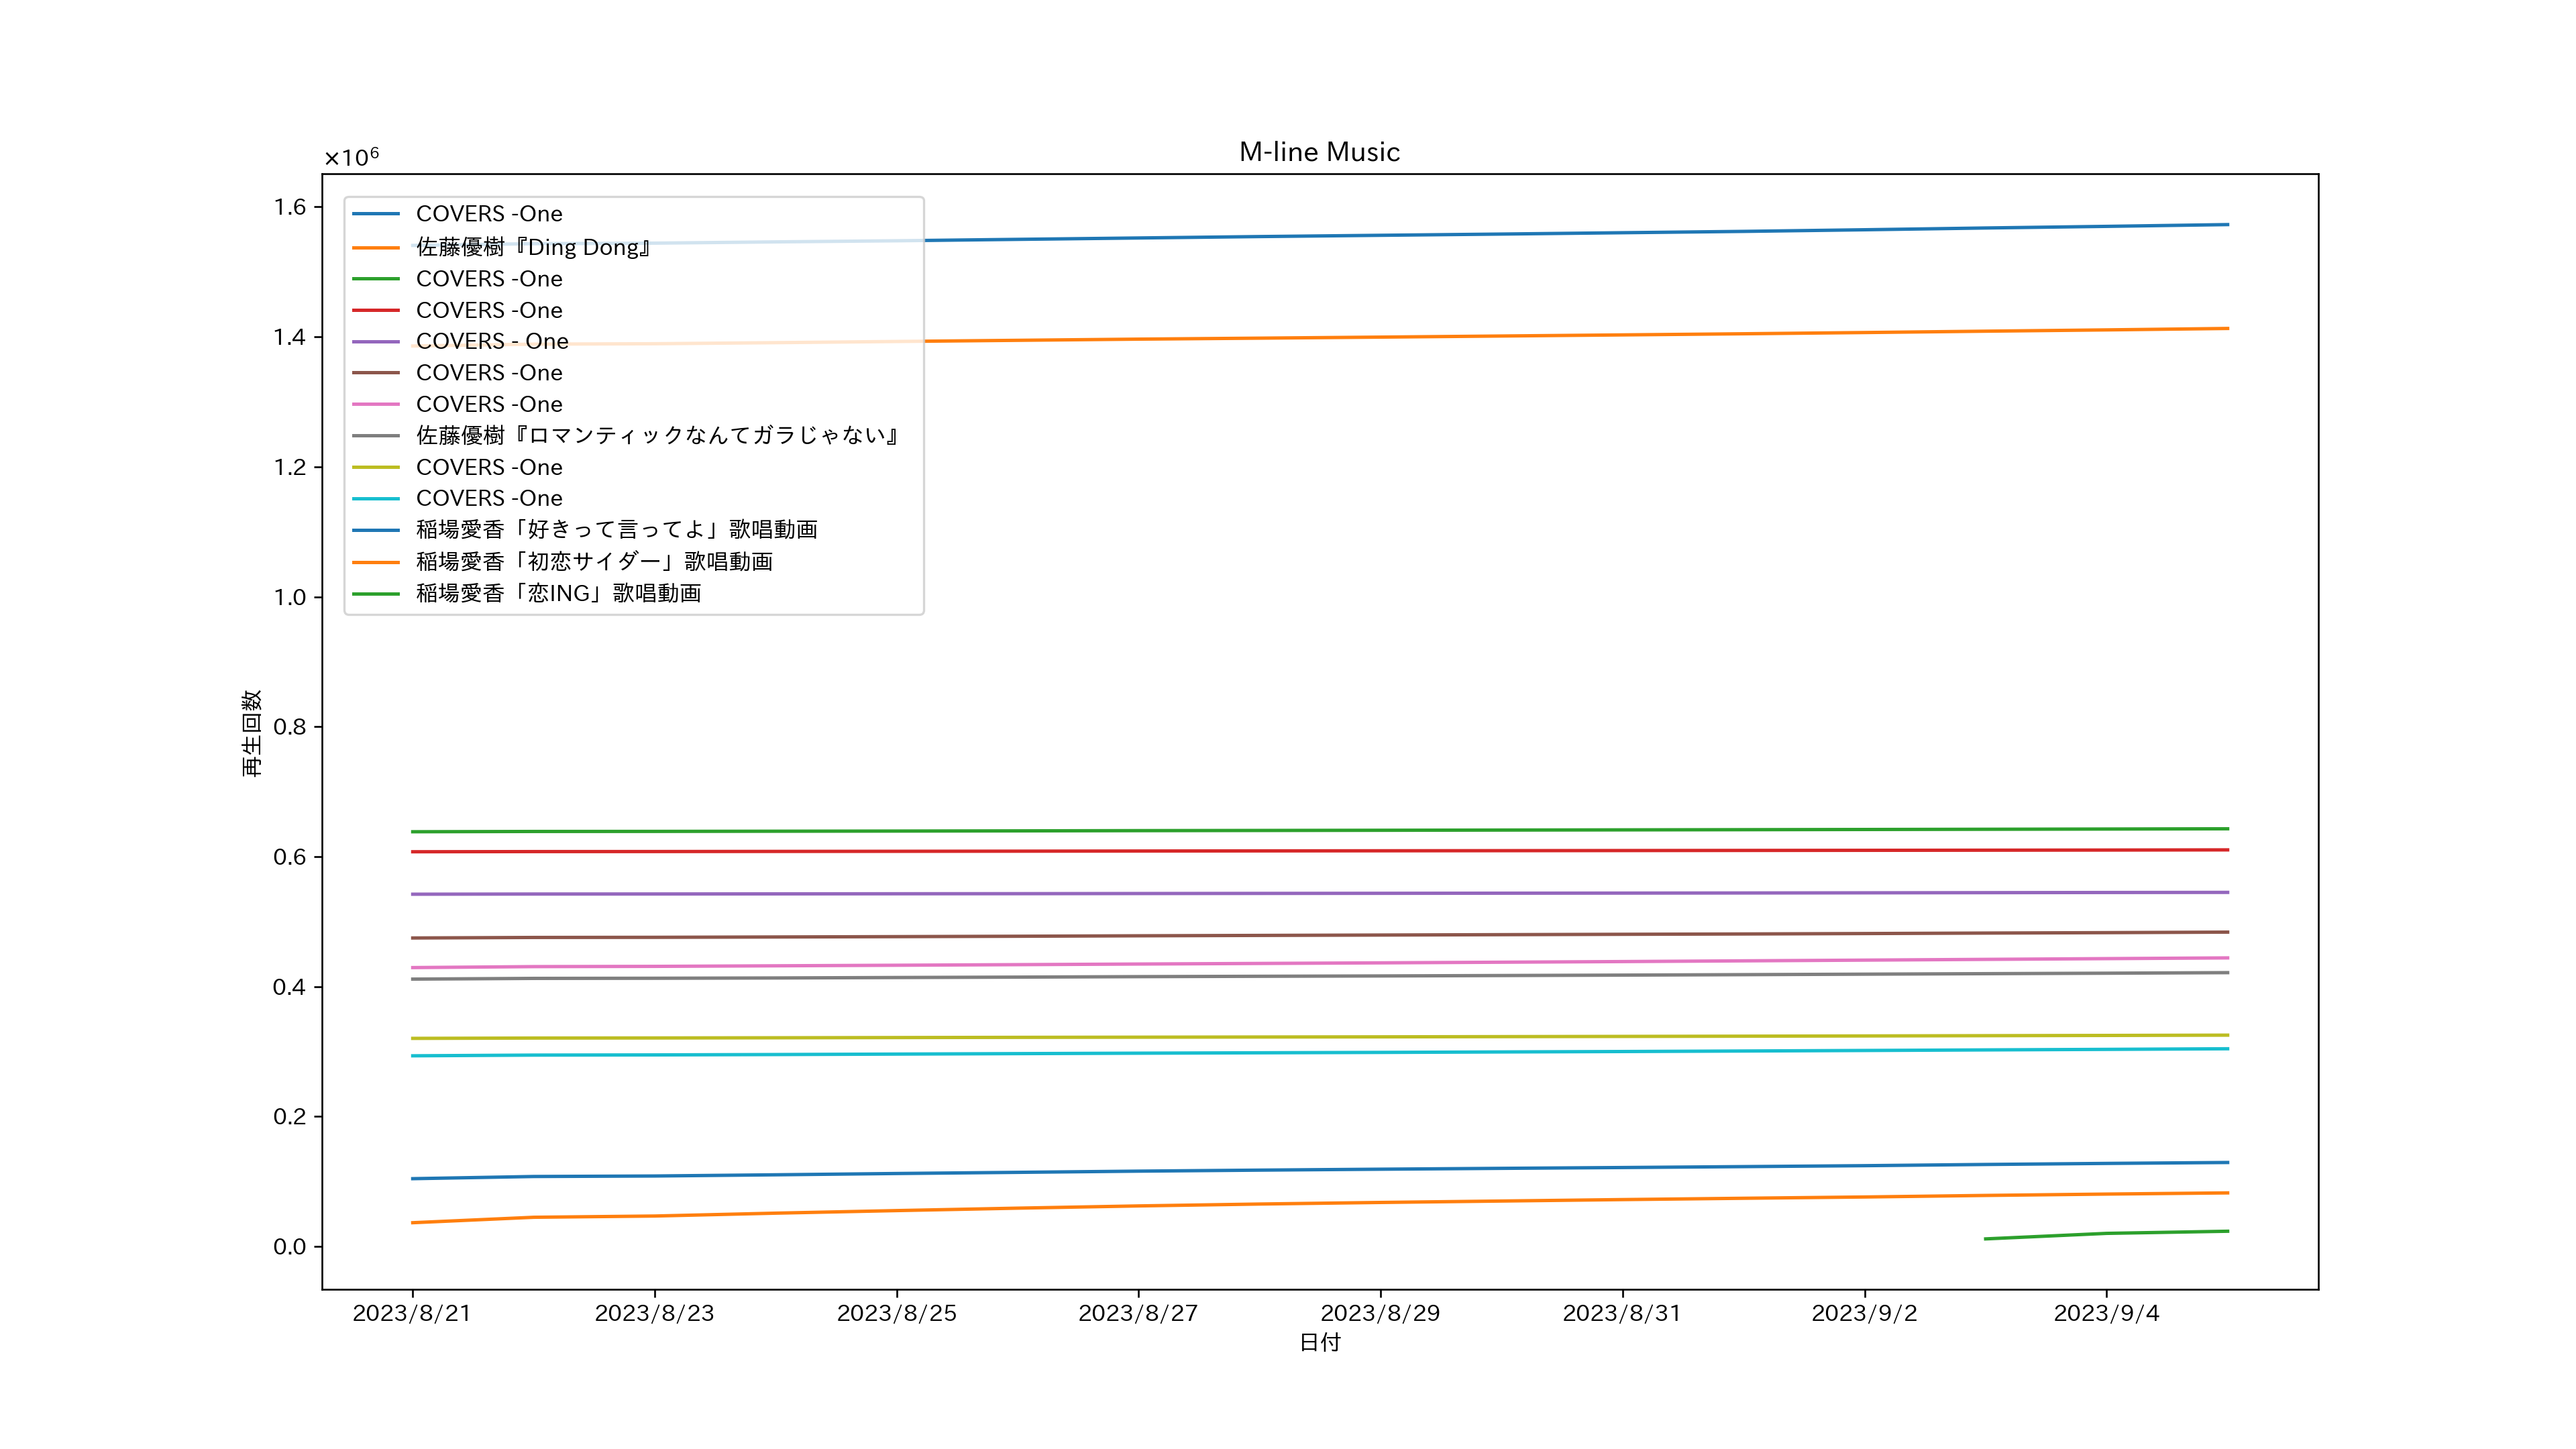 M-line Music
×10⁶
1.6
1.4
1.2
1.0
0.8
0.6
0.4
0.2
0.0
再生回数
COVERS -One
佐藤優樹『Ding Dong』
COVERS -One
COVERS -One
COVERS - One
COVERS -One
COVERS -One
佐藤優樹『ロマンティックなんてガラじゃない』
COVERS -One
COVERS -One
稲場愛香「好きって言ってよ」歌唱動画
稲場愛香「初恋サイダー」歌唱動画
稲場愛香「恋ING」歌唱動画
2023/8/21 2023/8/23 2023/8/25 2023/8/27 2023/8/29 2023/8/31 2023/9/2 2023/9/4
日付